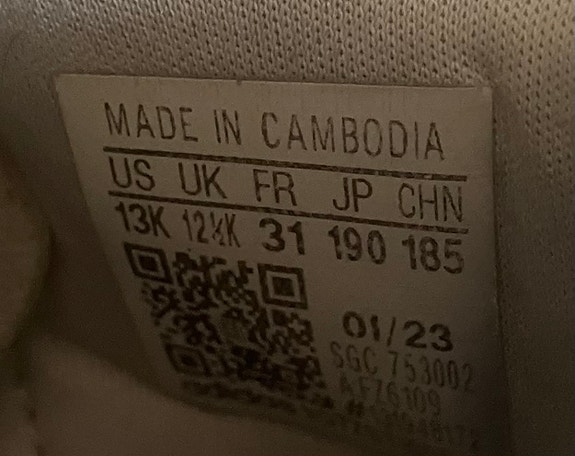 MADE IN CAMBODIA
US UK FR JP CHN
13K 12½K 31 190 185
01/23
SGC 753002